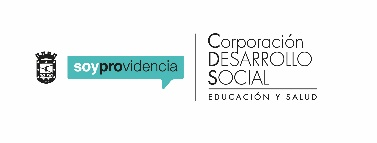 soyprovidencia
Corporación
DESARROLLO
SOCIAL
EDUCACIÓN Y SALUD